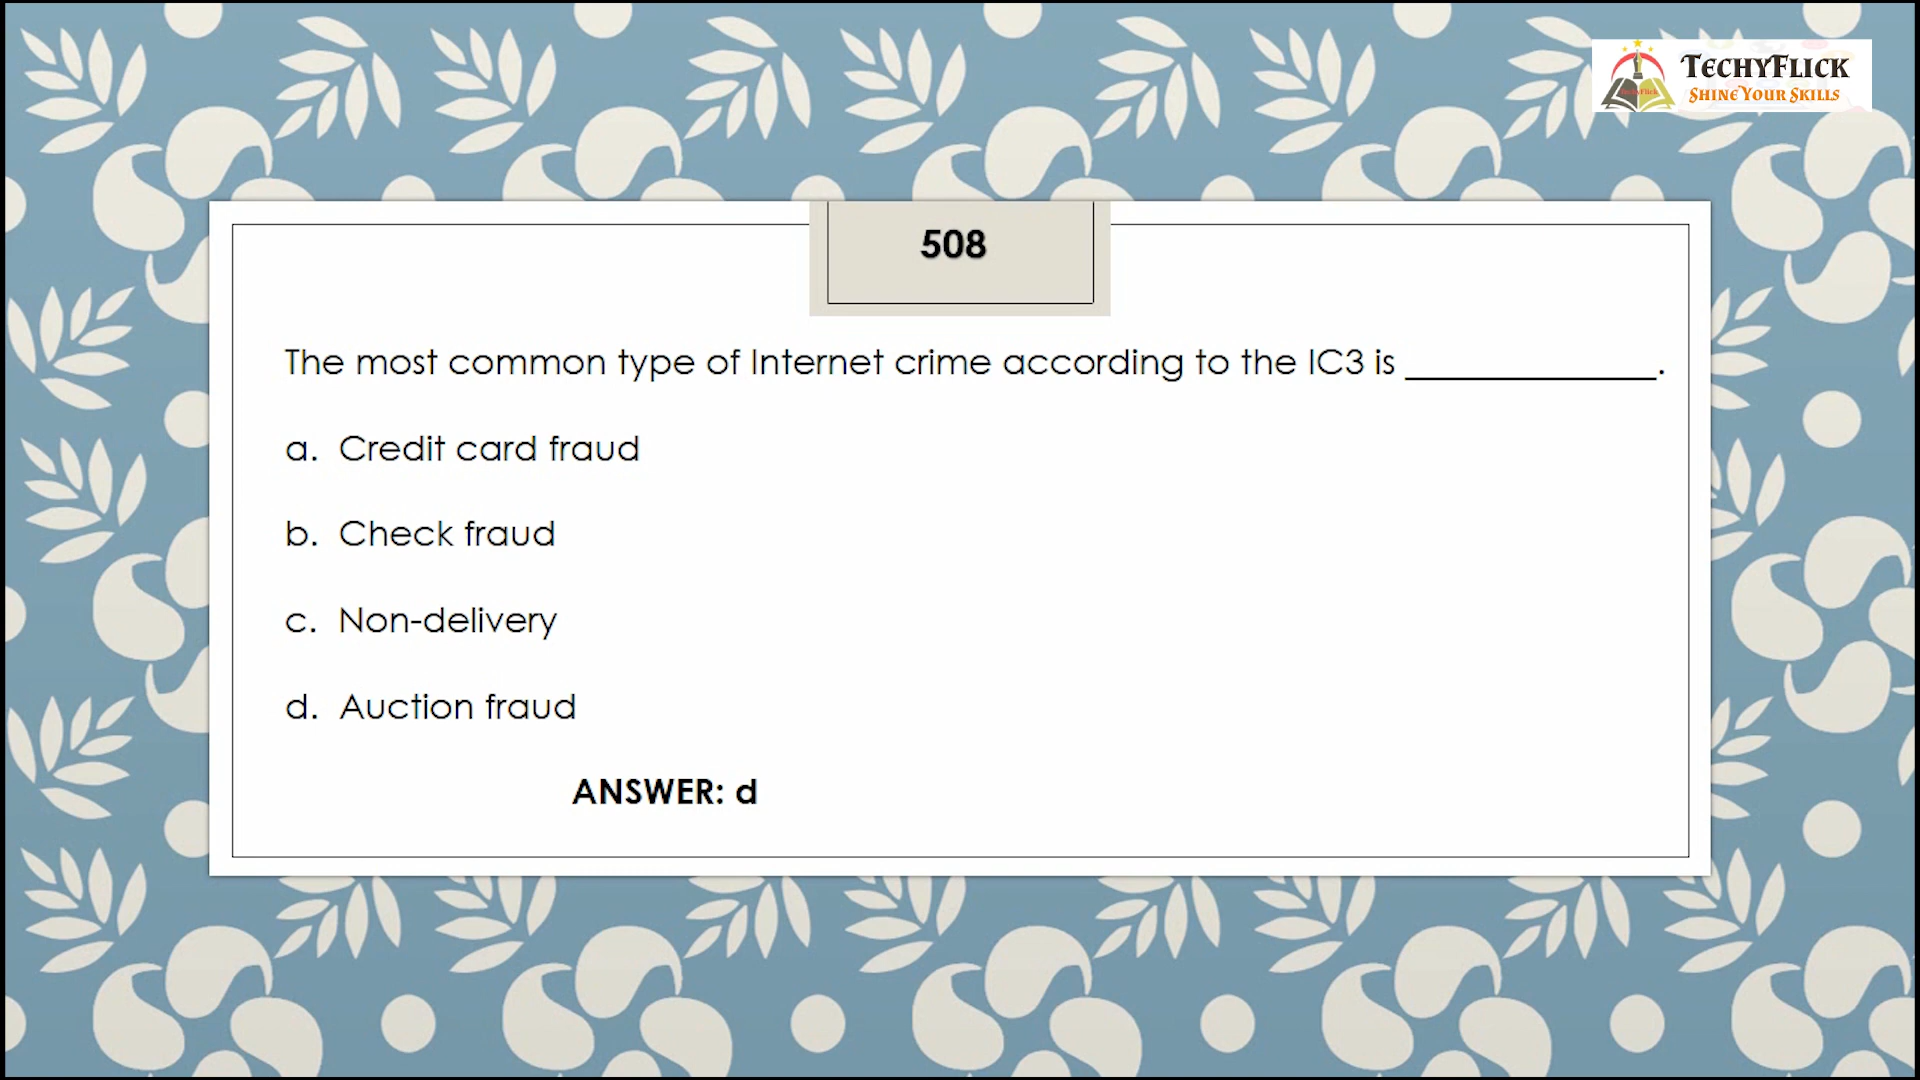 TECHYFLICK
SHINE YOUR SKILLS
508
The most common type of Internet crime according to the IC3 is ______________.
a. Credit card fraud
b. Check fraud
c. Non-delivery
d. Auction fraud
ANSWER: d